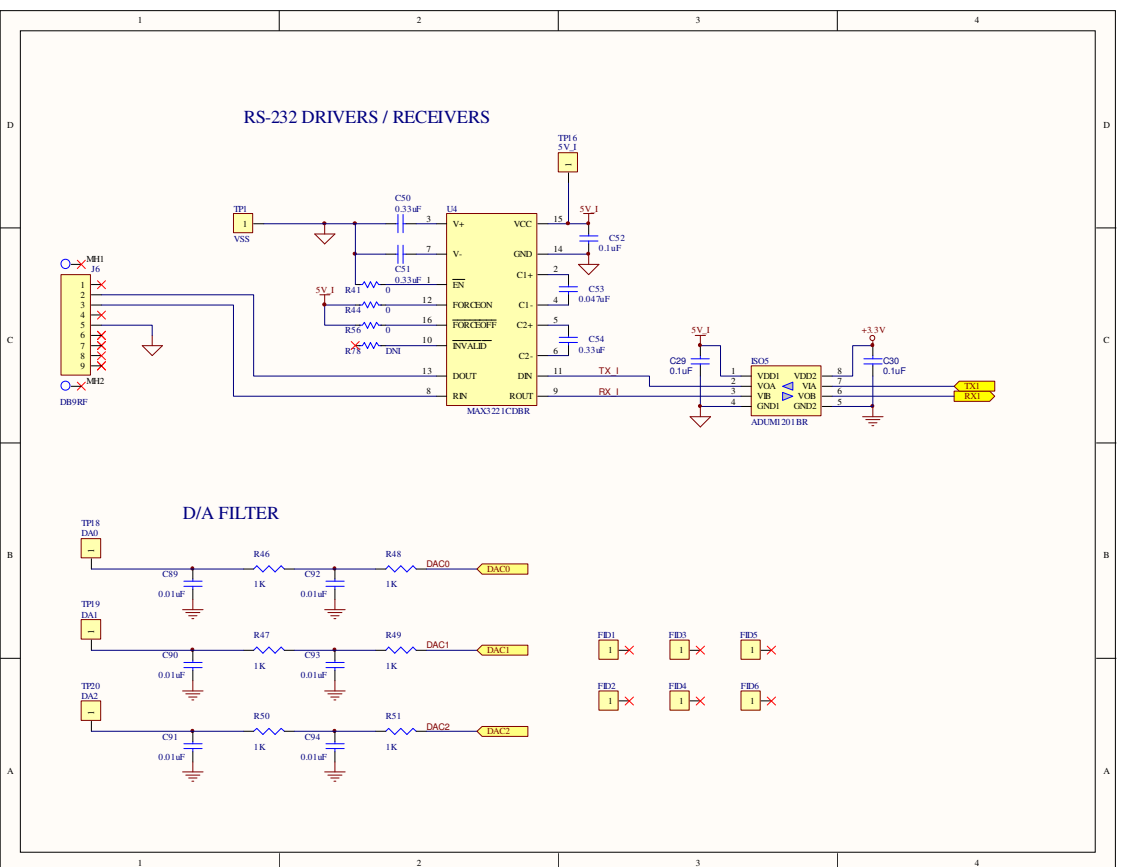 1 2 3 4
D D
RS-232 DRIVERS / RECEIVERS
TP16
5V_I
1
TP1
1
VSS
C50
0.33uF
C51
0.33uF
U4
3 V+ VCC 15
7 V- GND 14
1 EN C1+ 2
12 FORCEON C1- 4
16 FORCEOFF C2+ 5
10 INVALID C2- 6
13 DOUT DIN 11
8 RIN ROUT 9
MAX3221CDBR
5V_I
C52
0.1uF
C53
0.047uF
C54
0.33uF
R41 0
5V_I
R44 0
R56 0
R78 DNI
MH1
J6
1
2
3
4
5
6
7
8
9
MH2
DB9RF
C C
TX_I
RX_I
5V_I
C29
0.1uF
+3.3V
C30
0.1uF
ISO5
1 VDD1 VDD2 8
2 VOA VIA 7
3 VIB VOB 6
4 GND1 GND2 5
ADUM1201BR
TX1
RX1
D/A FILTER
B B
TP18
DA0
1
C89
0.01uF
R46
1K
C92
0.01uF
R48
1K
DAC0
DAC0
TP19
DA1
1
C90
0.01uF
R47
1K
C93
0.01uF
R49
1K
DAC1
DAC1
TP20
DA2
1
C91
0.01uF
R50
1K
C94
0.01uF
R51
1K
DAC2
DAC2
FID1 FID3 FID5
1 1 1
FID2 FID4 FID6
1 1 1
A A
1 2 3 4